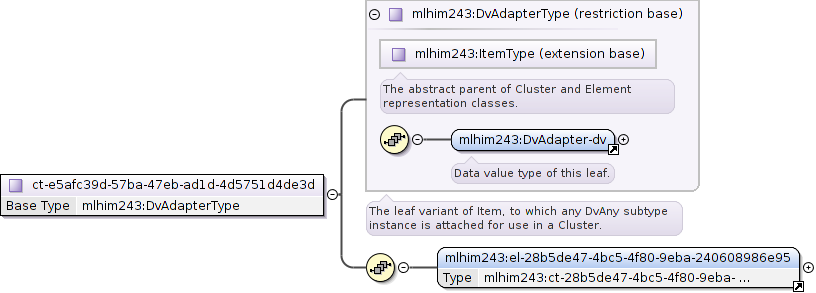 mlhim243:DvAdapterType (restriction base)
mlhim243:ItemType (extension base)
The abstract parent of Cluster and Element
representation classes.
mlhim243:DvAdapter-dv
Data value type of this leaf.
ct-e5afc39d-57ba-47eb-ad1d-4d5751d4de3d
Base Type mlhim243:DvAdapterType
The leaf variant of Item, to which any DvAny subtype
instance is attached for use in a Cluster.
mlhim243:el-28b5de47-4bc5-4f80-9eba-240608986e95
Type mlhim243:ct-28b5de47-4bc5-4f80-9eba- ...